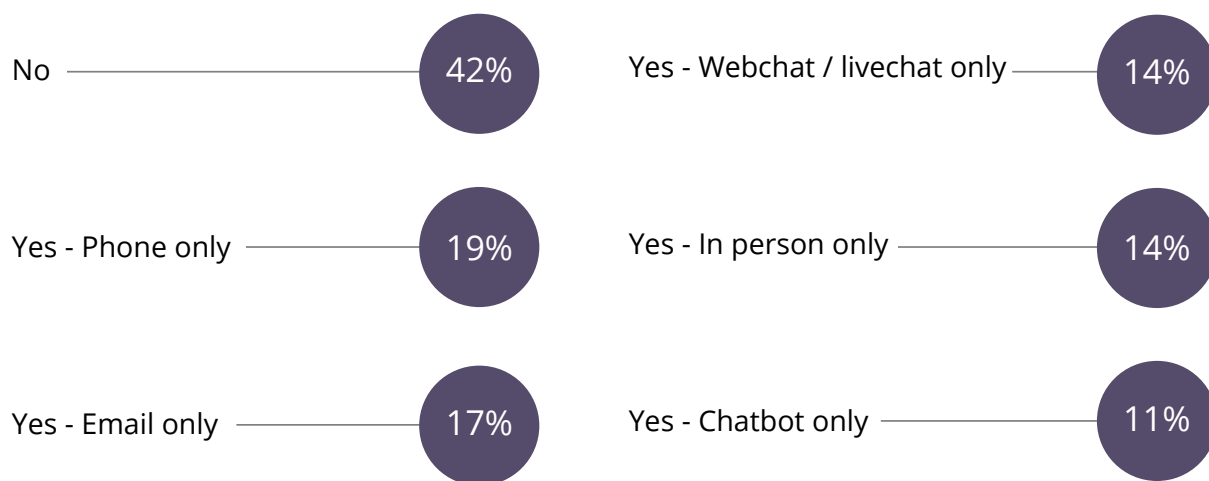 No
42%
Yes - Webchat / livechat only
14%
Yes - Phone only
19%
Yes - In person only
14%
Yes - Email only
17%
Yes - Chatbot only
11%